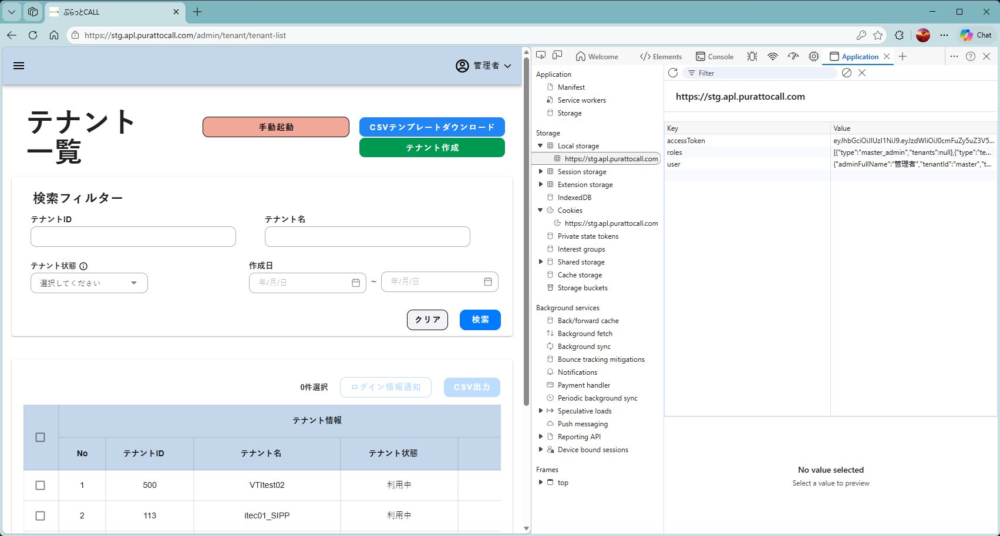 ぷらっとCALL
https://stg.apl.purattocall.com/admin/tenant/tenant-list
Chat
管理者
テナント
一覧
手動起動
CSVテンプレートダウンロード
テナント作成
検索フィルター
テナントID
テナント名
テナント状態
作成日
選択してください
年/月/日
~
年/月/日
クリア
検索
0件選択
ログイン情報通知
CSV出力
テナント情報
No
テナントID
テナント名
テナント状態
1
500
VTItest02
利用中
2
113
itec01_SIPP
利用中
Welcome
Elements
Console
Application
Application
Manifest
Service workers
Storage
Storage
Local storage
https://stg.apl.purattocall.com
Session storage
Extension storage
IndexedDB
Cookies
https://stg.apl.purattocall.com
Private state tokens
Interest groups
Shared storage
Cache storage
Storage buckets
Background services
Back/forward cache
Background fetch
Background sync
Bounce tracking mitigations
Notifications
Payment handler
Periodic background sync
Speculative loads
Push messaging
Reporting API
Device bound sessions
Frames
top
Filter
https://stg.apl.purattocall.com
Key
Value
accessToken
roles
[{"type":"master_admin","tenants":null},{"type":"te...
user
{"adminFullName":"管理者","tenantId":"master","t...
No value selected
Select a value to preview